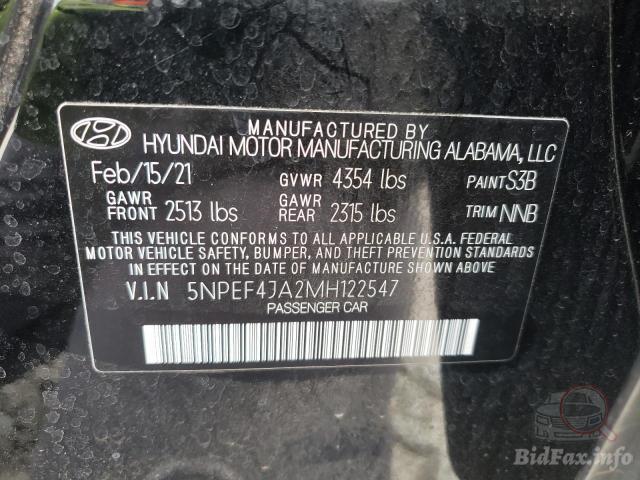 MANUFACTURED BY
HYUNDAI MOTOR MANUFACTURING ALABAMA, LLC
Feb/15/21 GVWR 4354 lbs PAINT S3B
GAWR FRONT 2513 lbs GAWR REAR 2315 lbs TRIM NNB
THIS VEHICLE CONFORMS TO ALL APPLICABLE U.S.A. FEDERAL
MOTOR VEHICLE SAFETY, BUMPER, AND THEFT PREVENTION STANDARDS
IN EFFECT ON THE DATE OF MANUFACTURE SHOWN ABOVE
V.I.N 5NPEF4JA2MH122547
PASSENGER CAR
BidFax.info